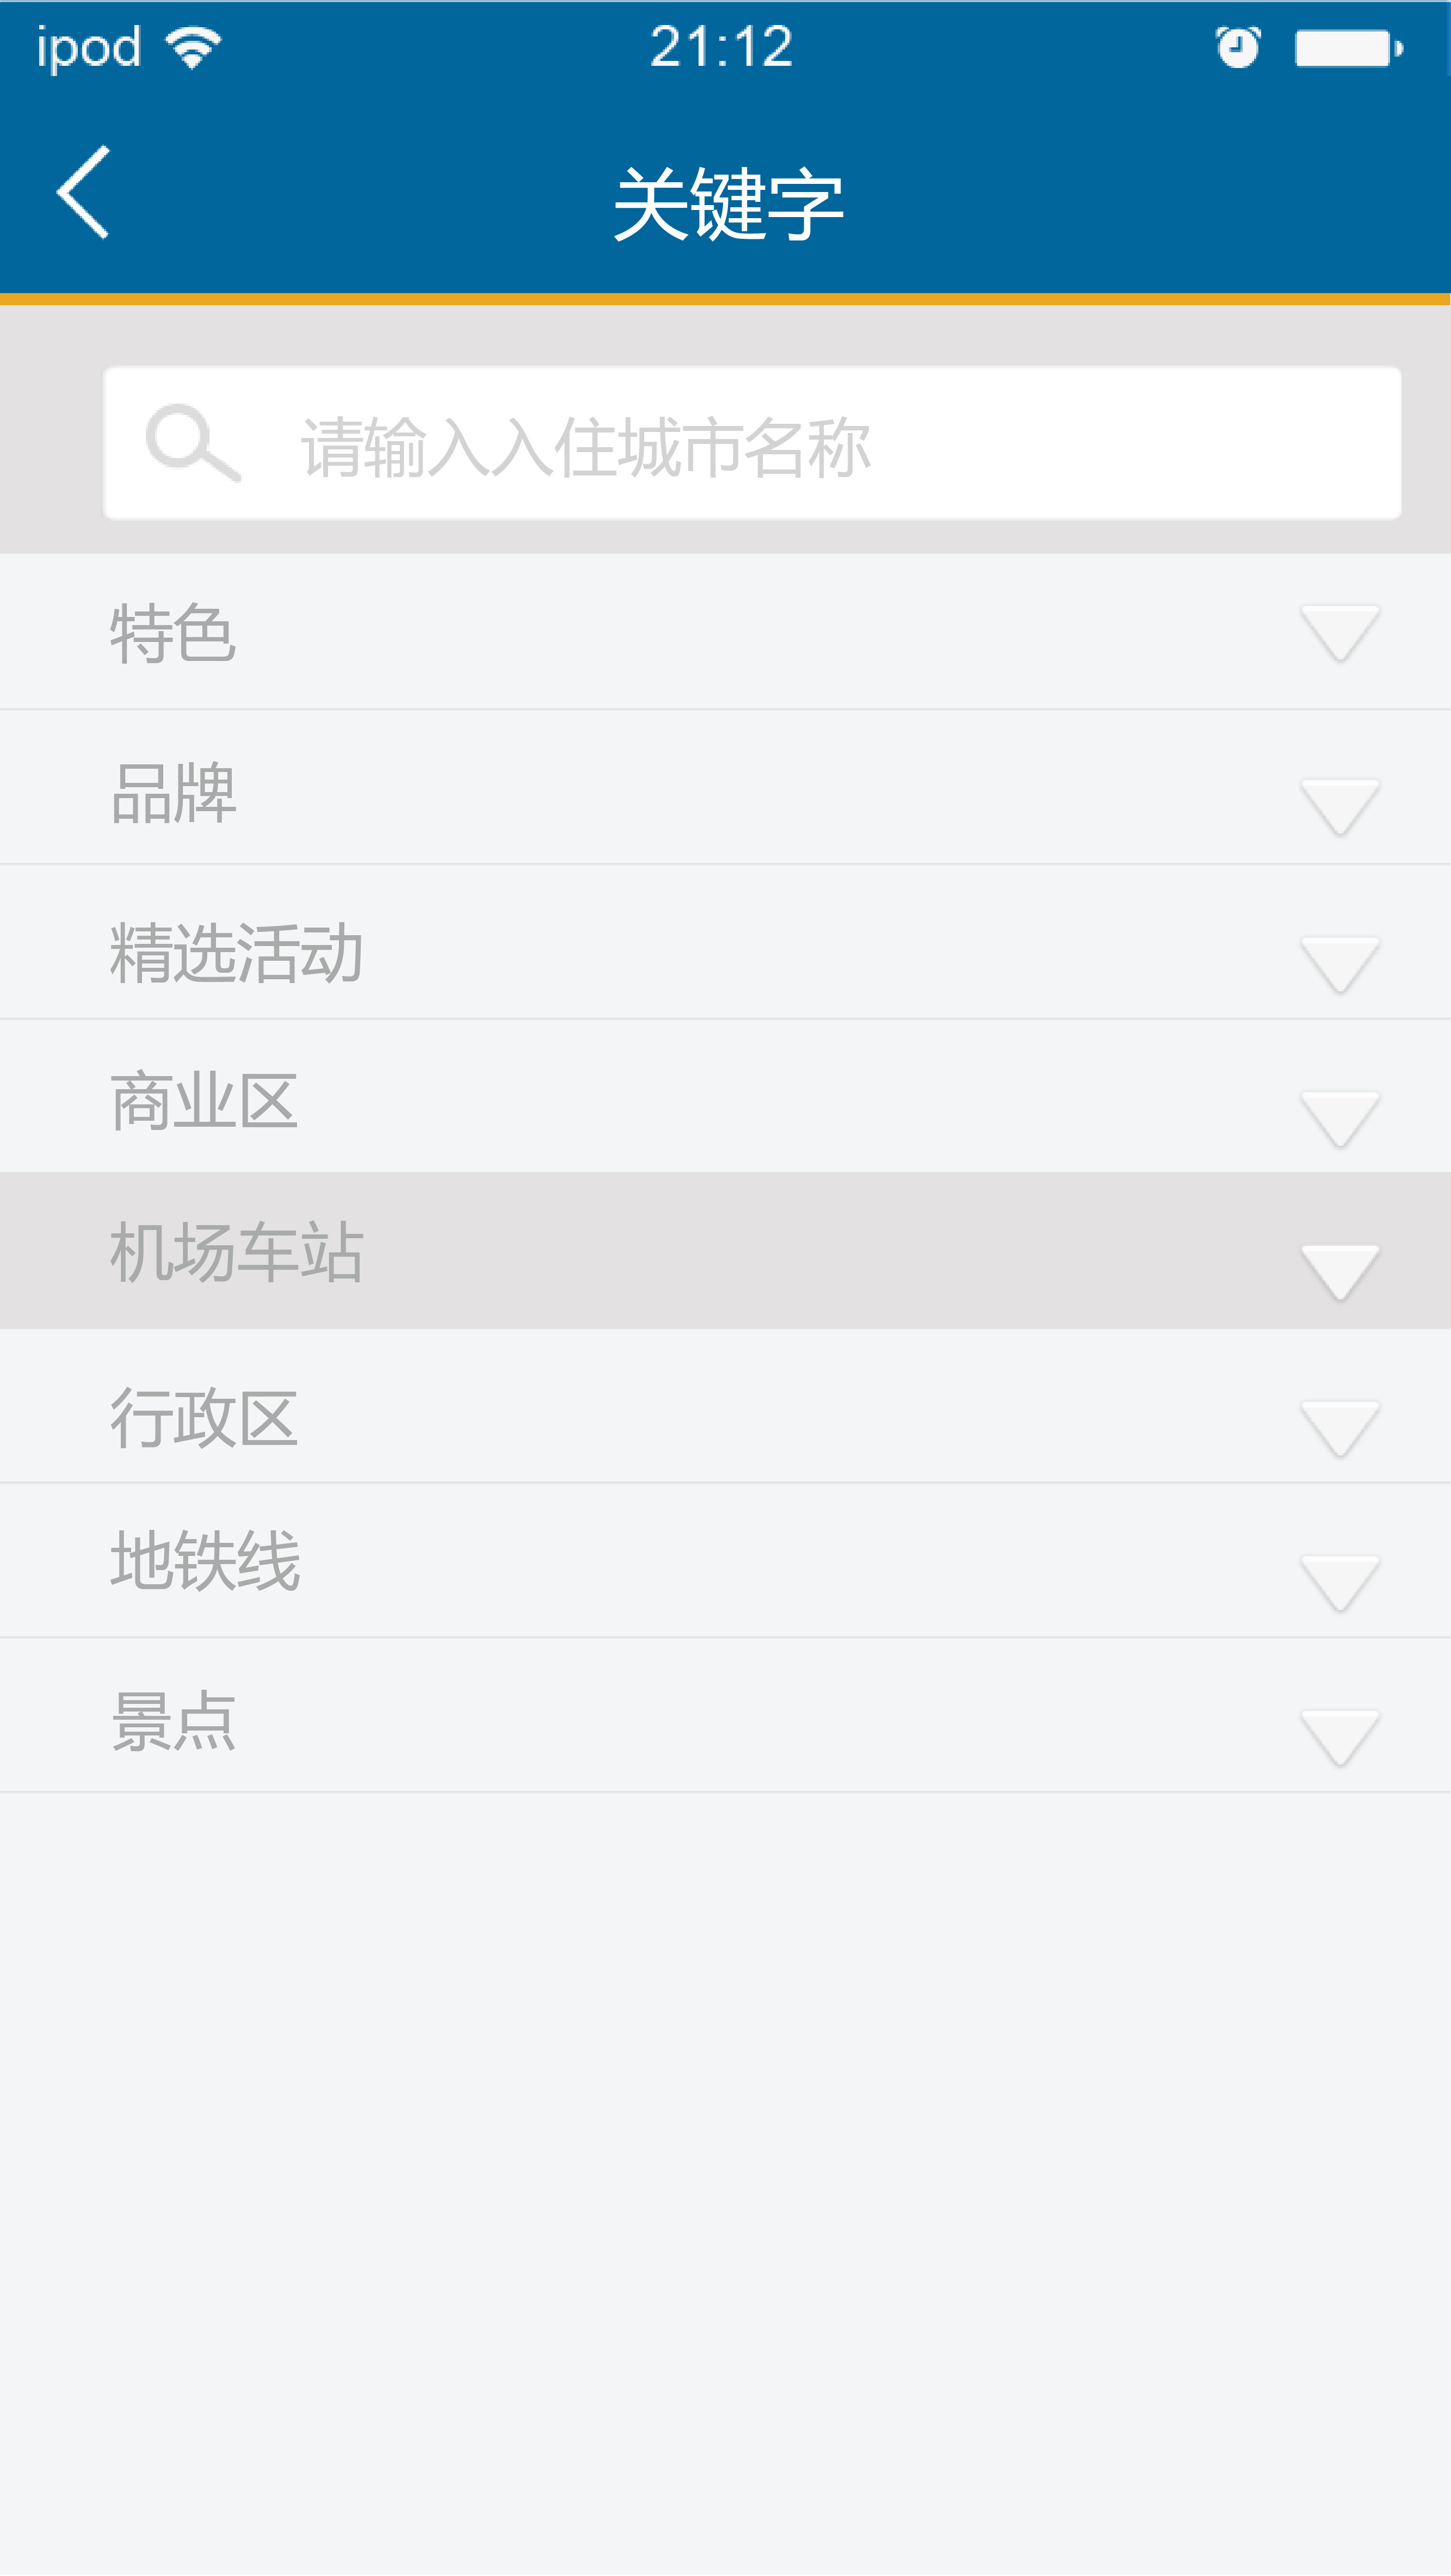 ipod 21:12
关键字
请输入入住城市名称
特色
品牌
精选活动
商业区
机场车站
行政区
地铁线
景点